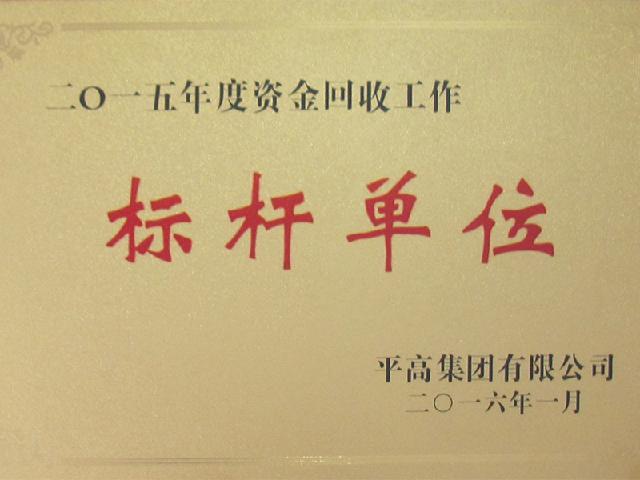 二〇一五年度资金回收工作
标杆单位
平高集团有限公司
二〇一六年一月